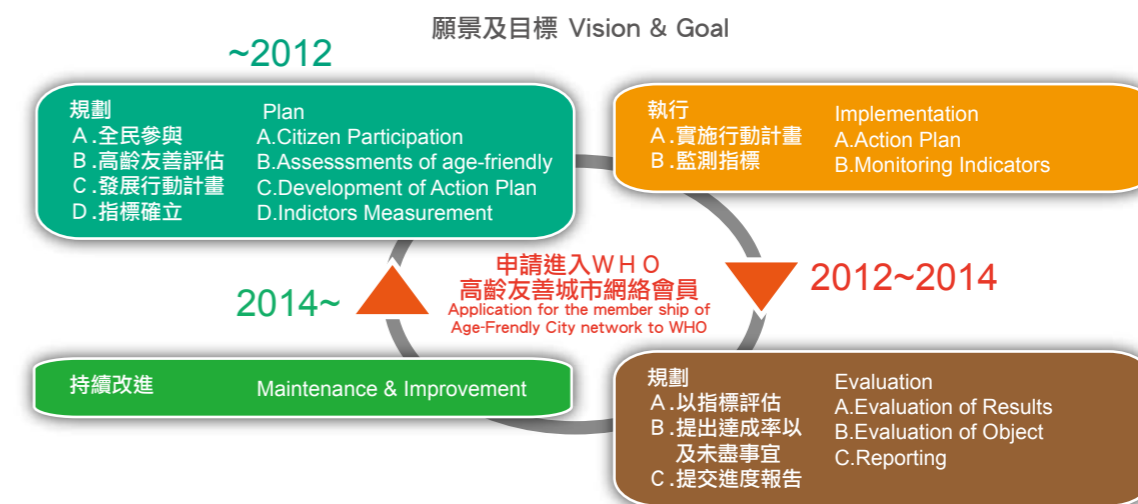 願景及目標 Vision & Goal
~2012
規劃
A.全民參與
B.高齡友善評估
C.發展行動計畫
D.指標確立
Plan
A.Citizen Participation
B.Assesssments of age-friendly
C.Development of Action Plan
D.Indictors Measurement
執行
A.實施行動計畫
B.監測指標
Implementation
A.Action Plan
B.Monitoring Indicators
2014~
申請進入WHO
高齡友善城市網絡會員
Application for the member ship of
Age-Frendly City network to WHO
2012~2014
持續改進
Maintenance & Improvement
規劃
A.以指標評估
B.提出達成率以
及未盡事宜
C.提交進度報告
Evaluation
A.Evaluation of Results
B.Evaluation of Object
C.Reporting